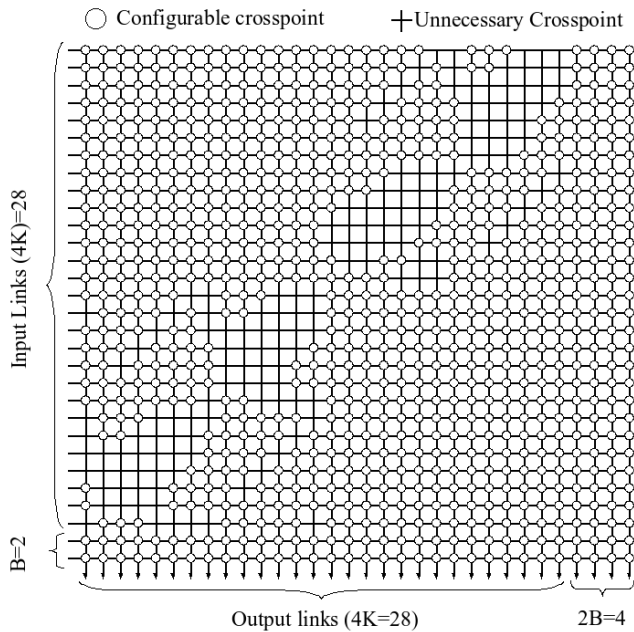 Configurable crosspoint
Unnecessary Crosspoint
Input Links (4K)=28
B=2
Output links (4K=28)
2B=4